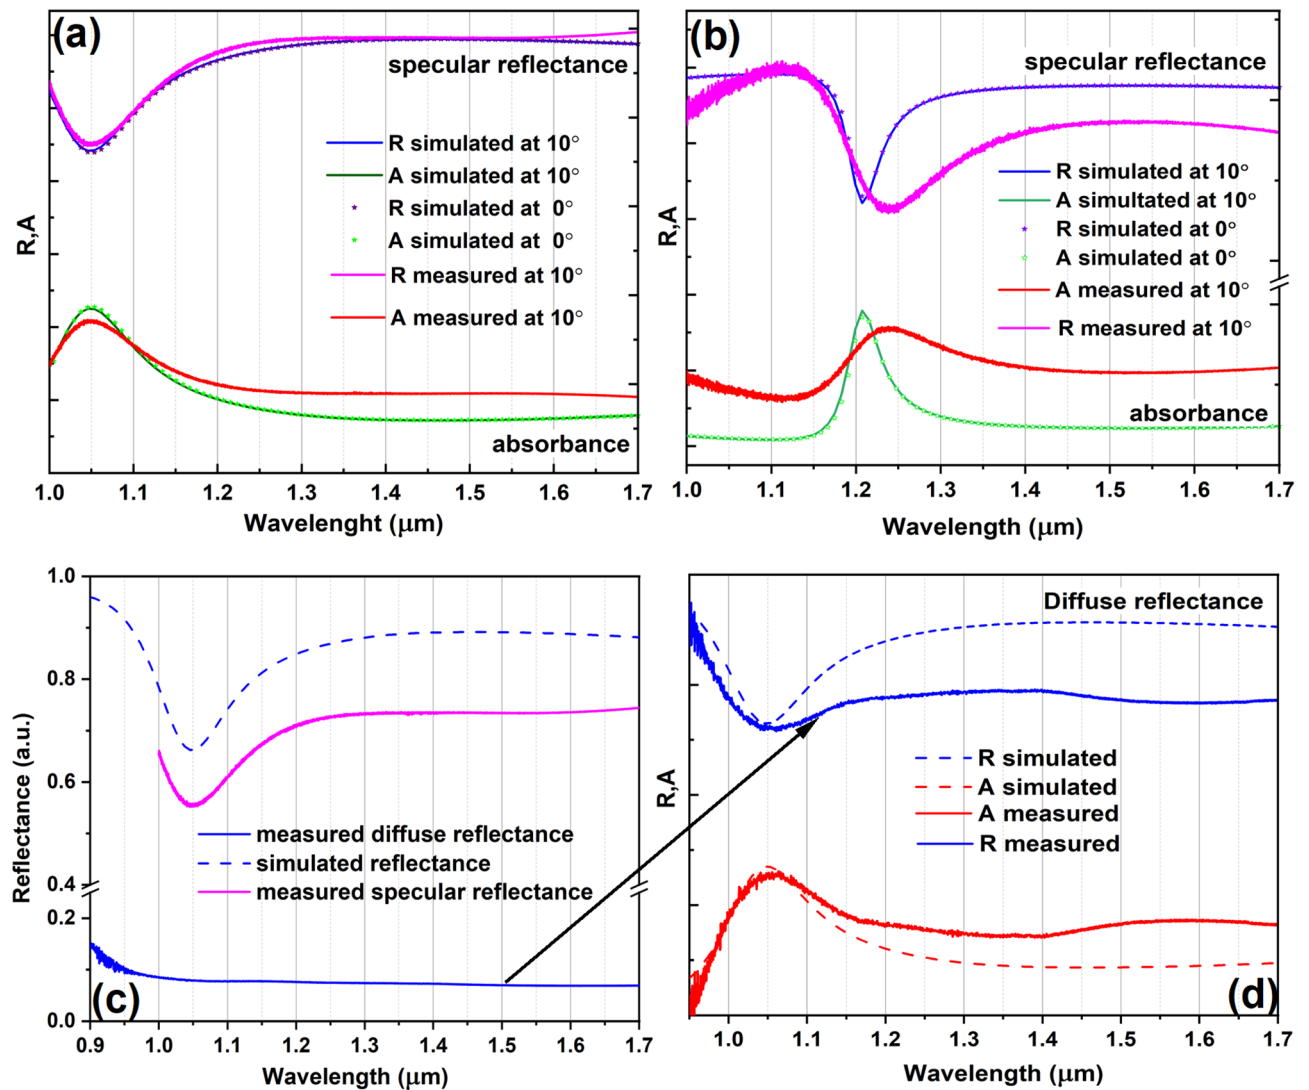 (a)
specular reflectance
R simulated at 10°
A simulated at 10°
R simulated at 0°
A simulated at 0°
R measured at 10°
A measured at 10°
absorbance
R,A
1.0 1.1 1.2 1.3 1.4 1.5 1.6 1.7
Wavelenght (μm)
(b)
specular reflectance
R simulated at 10°
A simultated at 10°
R simulated at 0°
A simulated at 0°
A measured at 10°
R measured at 10°
absorbance
R,A
1.0 1.1 1.2 1.3 1.4 1.5 1.6 1.7
Wavelength (μm)
1.0
0.8
0.6
0.4
0.2
0.0
Reflectance (a.u.)
measured diffuse reflectance
simulated reflectance
measured specular reflectance
(c)
0.9 1.0 1.1 1.2 1.3 1.4 1.5 1.6 1.7
Wavelength (μm)
Diffuse reflectance
R simulated
A simulated
A measured
R measured
R,A
(d)
1.0 1.1 1.2 1.3 1.4 1.5 1.6 1.7
Wavelength (μm)